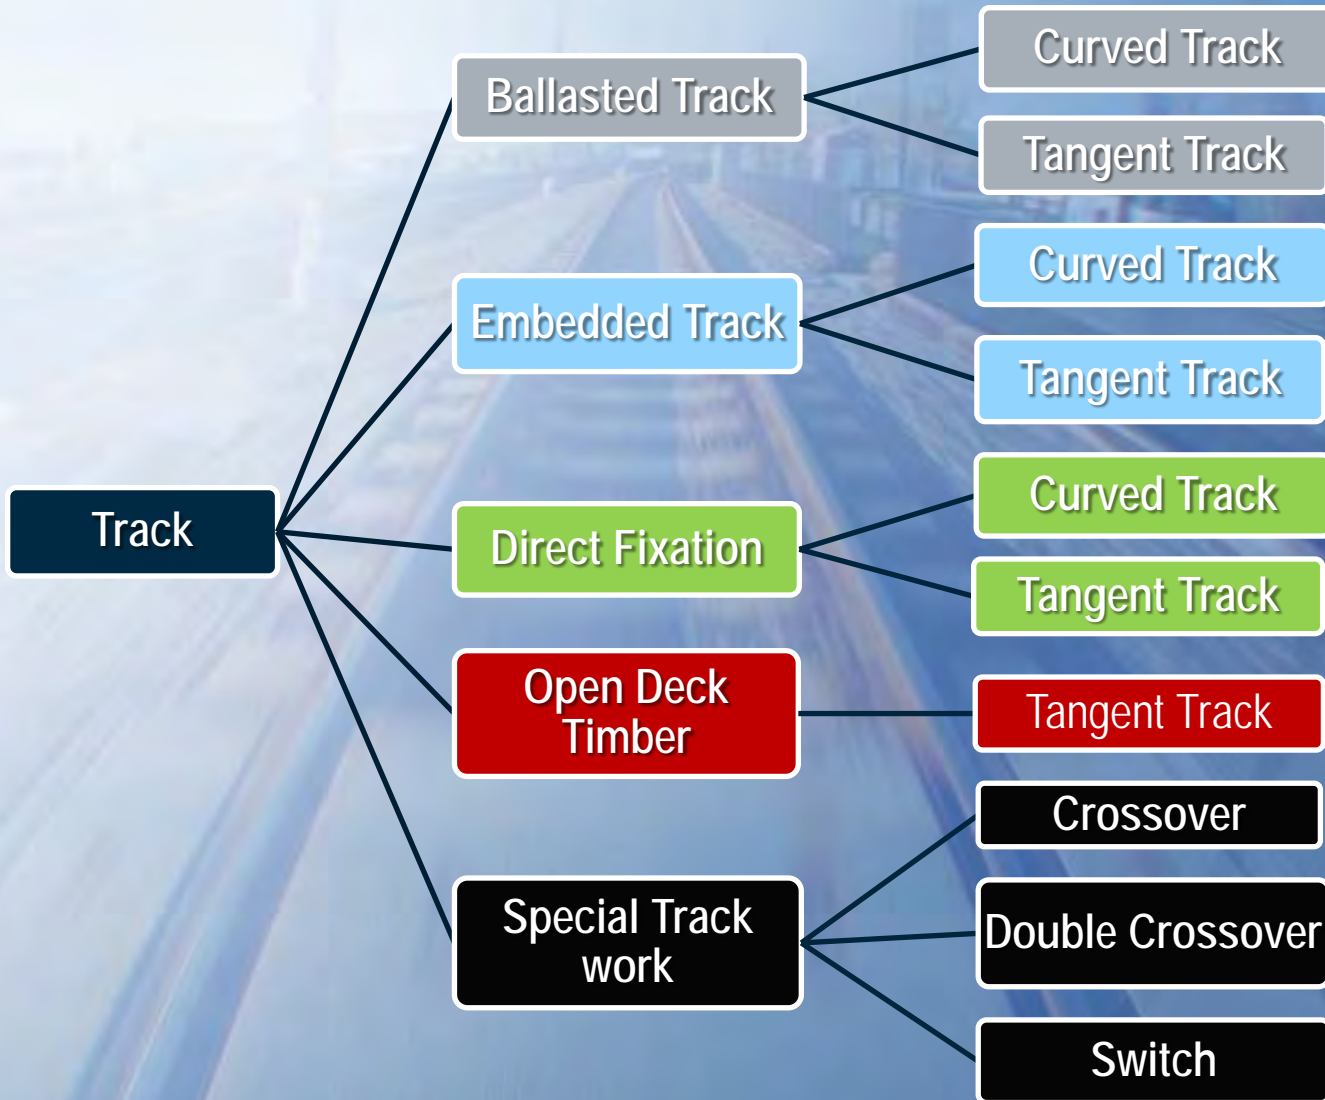 Track
Ballasted Track
Curved Track
Tangent Track
Embedded Track
Curved Track
Tangent Track
Direct Fixation
Curved Track
Tangent Track
Open Deck
Timber
Tangent Track
Special Track
work
Crossover
Double Crossover
Switch